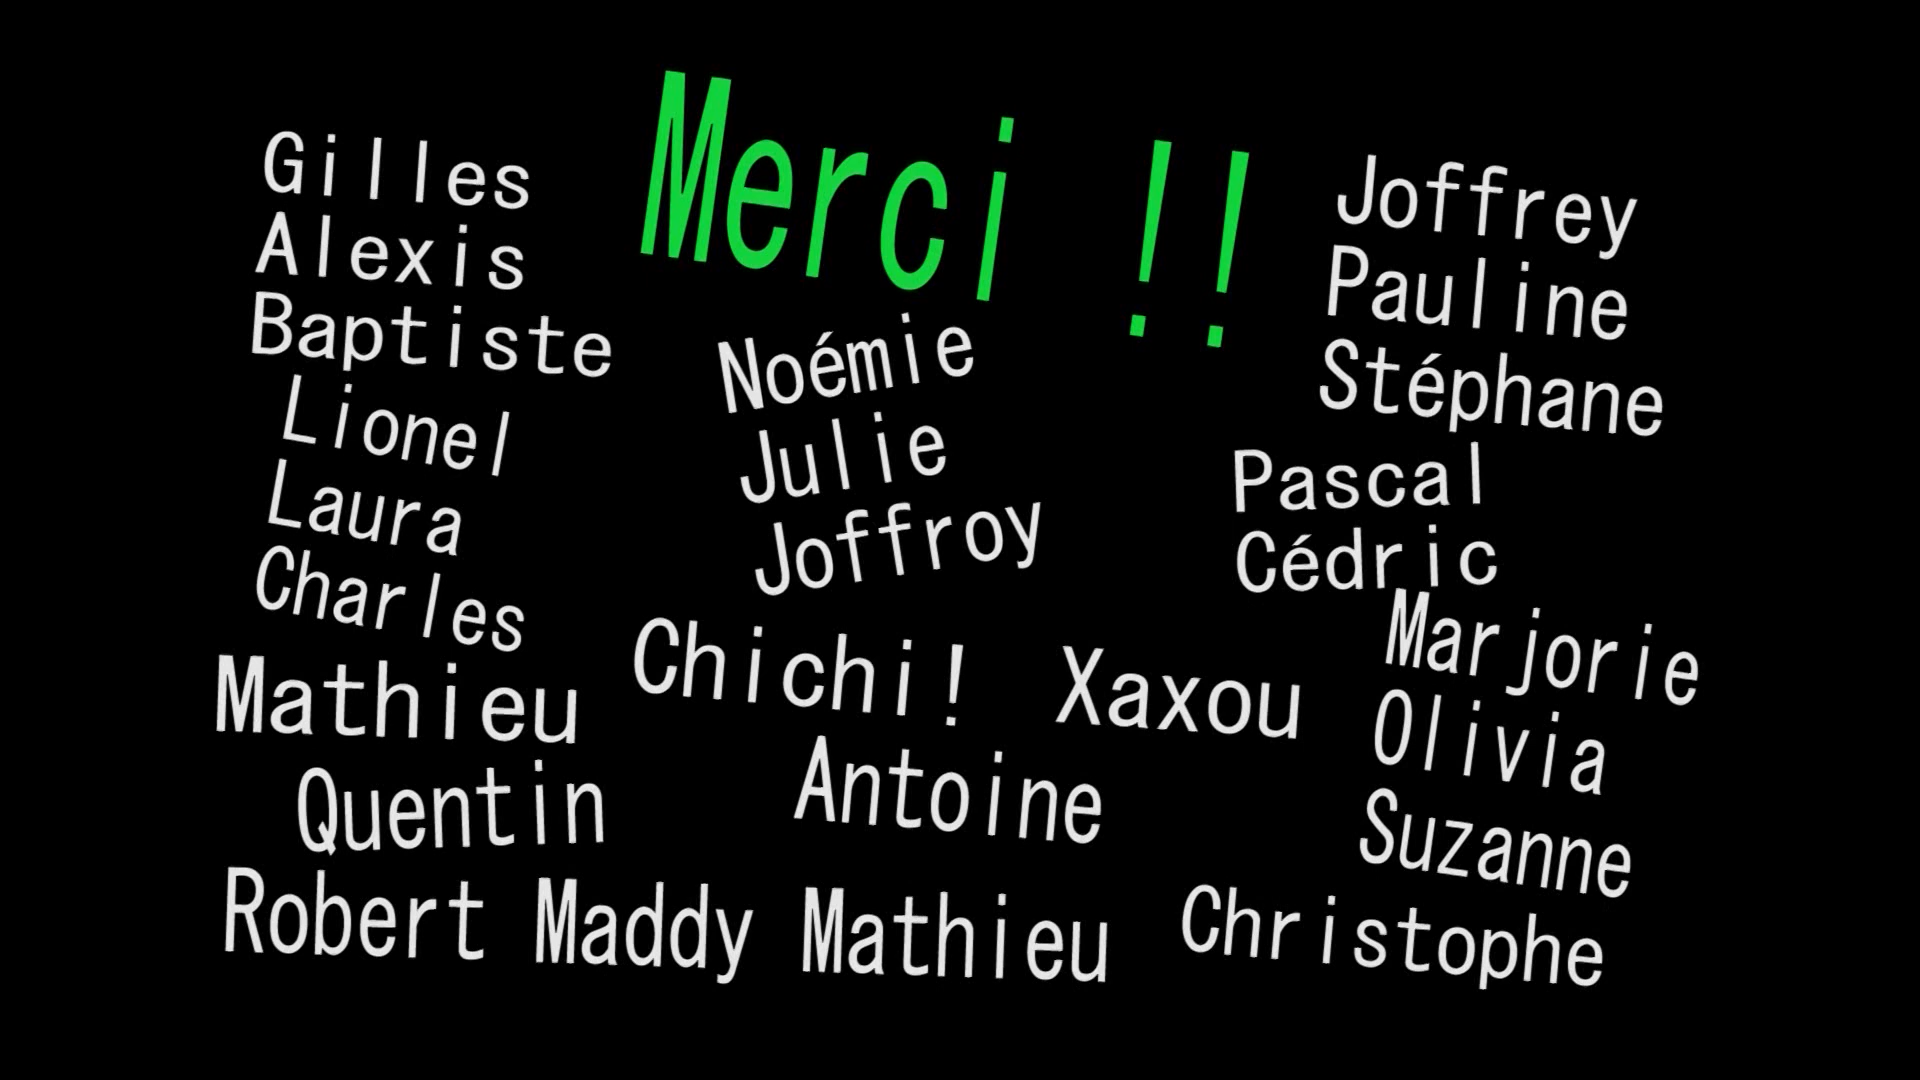 Merci !!
Gilles
Alexis
Baptiste
Lionel
Laura
Charles
Mathieu
Quentin
Noémie
Julie
Joffroy
Chichi! Xaxou
Antoine
Joffrey
Pauline
Stéphane
Pascal
Cédric
Marjorie
Olivia
Suzanne
Robert Maddy Mathieu Christophe